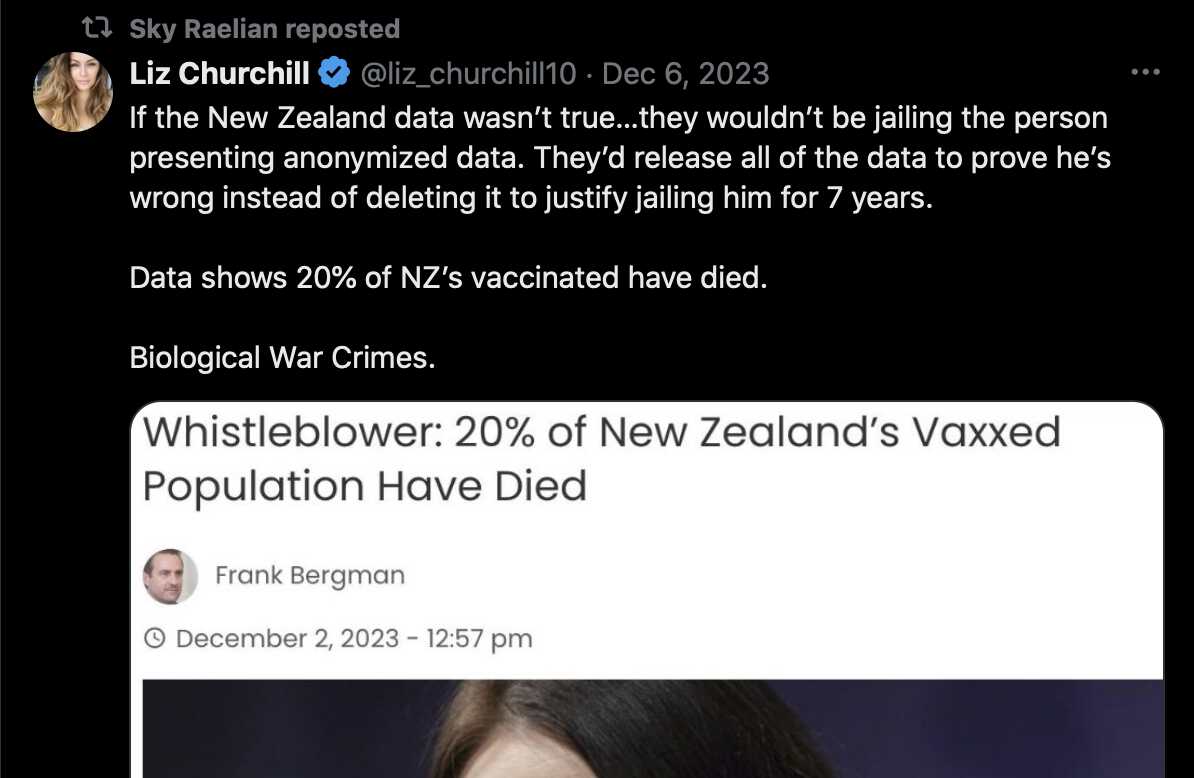 Sky Raelian reposted
Liz Churchill @liz_churchill10 · Dec 6, 2023
If the New Zealand data wasn’t true...they wouldn’t be jailing the person
presenting anonymized data. They’d release all of the data to prove he’s
wrong instead of deleting it to justify jailing him for 7 years.
Data shows 20% of NZ’s vaccinated have died.
Biological War Crimes.
Whistleblower: 20% of New Zealand’s Vaxxed
Population Have Died
Frank Bergman
December 2, 2023 - 12:57 pm